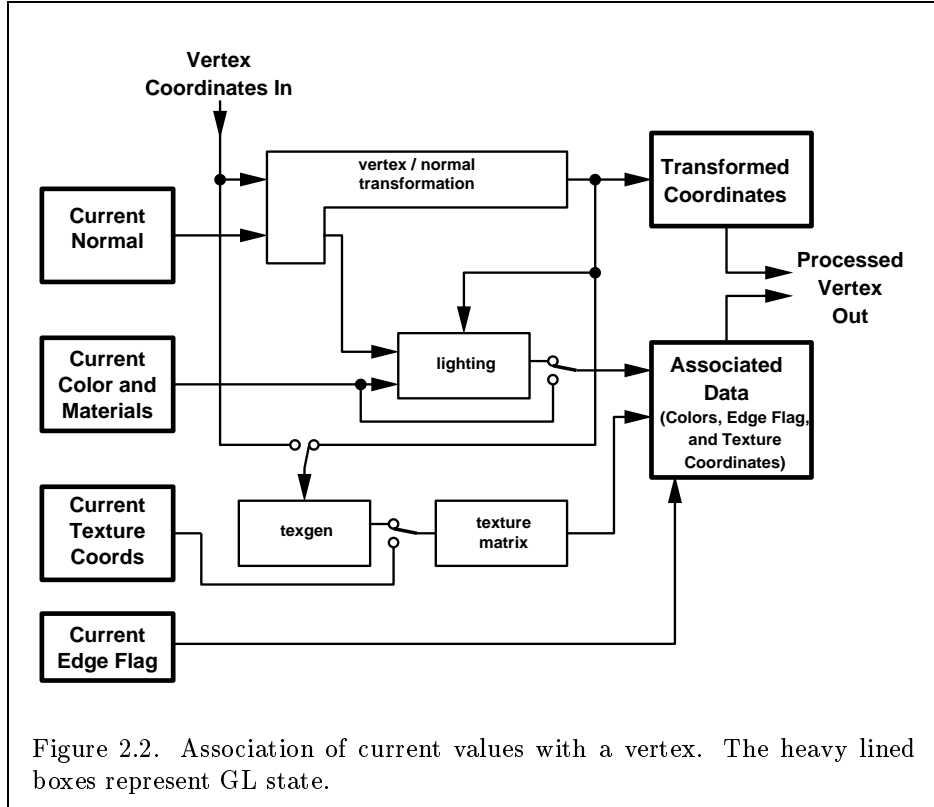 Vertex
Coordinates In
vertex / normal
transformation
Transformed
Coordinates
Current
Normal
Processed
Vertex
Out
Current
Color and
Materials
lighting
Associated
Data
(Colors, Edge Flag,
and Texture
Coordinates)
Current
Texture
Coords
texgen
texture
matrix
Current
Edge Flag
Figure 2.2. Association of current values with a vertex. The heavy lined
boxes represent GL state.